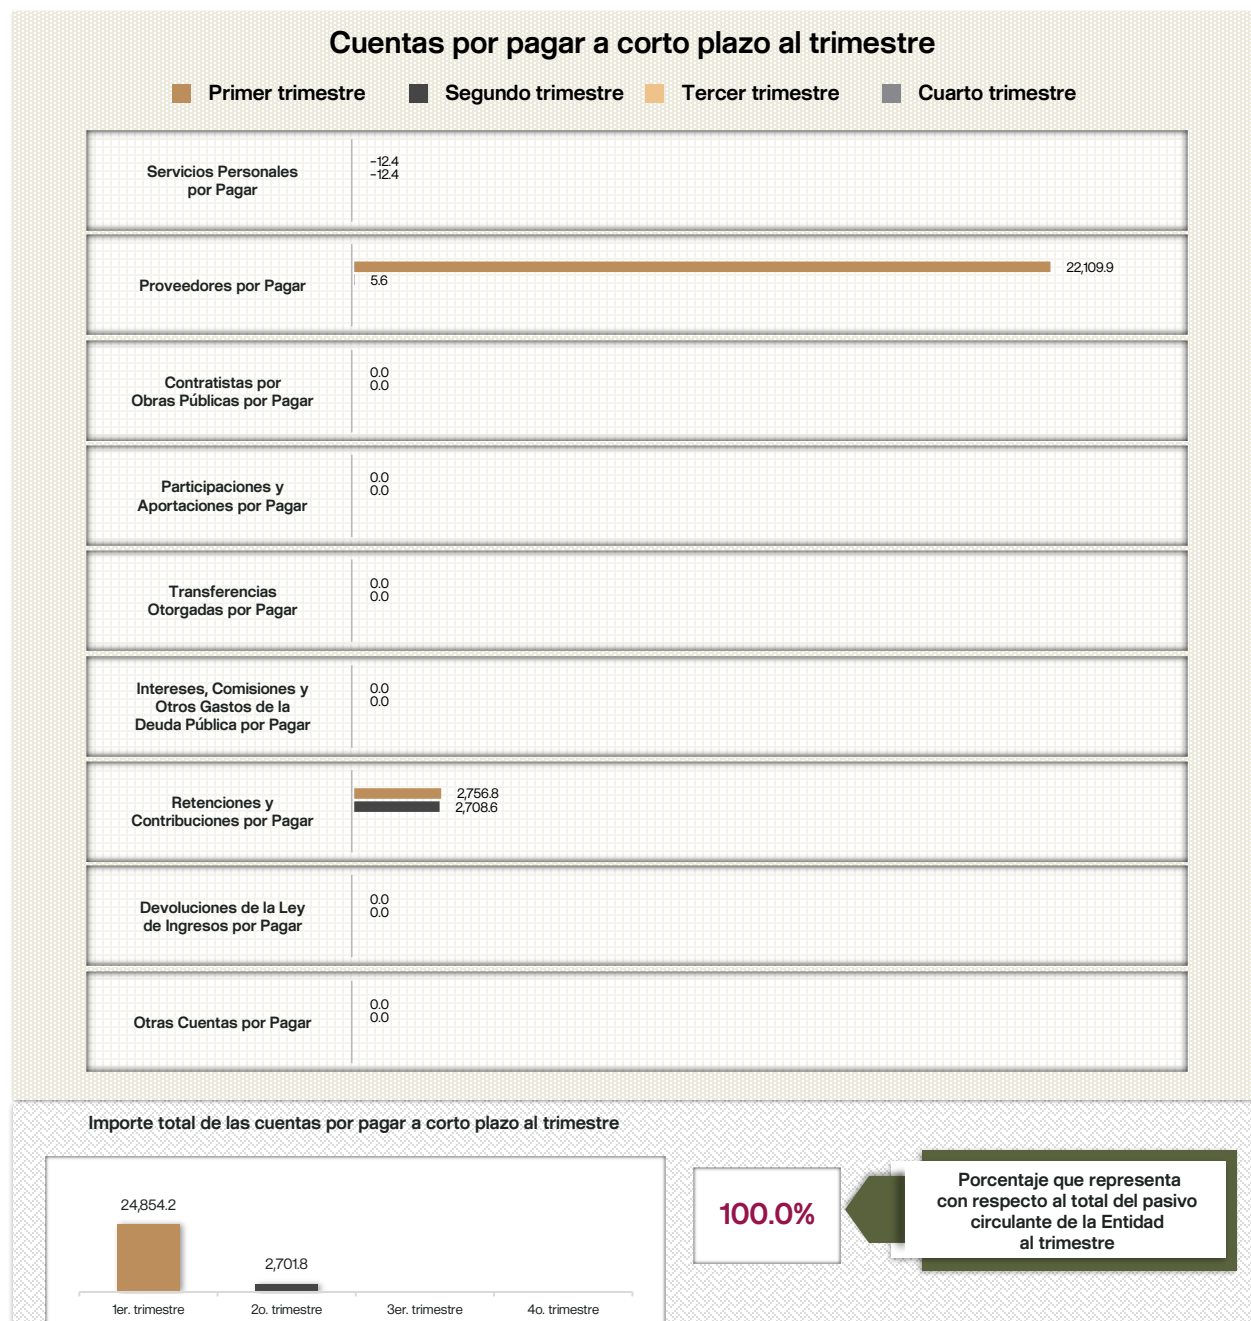 Cuentas por pagar a corto plazo al trimestre
Primer trimestre Segundo trimestre Tercer trimestre Cuarto trimestre
Servicios Personales
por Pagar
-12.4
-12.4
Proveedores por Pagar
22,109.9
5.6
Contratistas por
Obras Públicas por Pagar
0.0
0.0
Participaciones y
Aportaciones por Pagar
0.0
0.0
Transferencias
Otorgadas por Pagar
0.0
0.0
Intereses, Comisiones y
Otros Gastos de la
Deuda Pública por Pagar
0.0
0.0
Retenciones y
Contribuciones por Pagar
2,756.8
2,708.6
Devoluciones de la Ley
de Ingresos por Pagar
0.0
0.0
Otras Cuentas por Pagar
0.0
0.0
Importe total de las cuentas por pagar a corto plazo al trimestre
24,854.2
2,701.8
1er. trimestre 2o. trimestre 3er. trimestre 4o. trimestre
100.0%
Porcentaje que representa
con respecto al total del pasivo
circulante de la Entidad
al trimestre